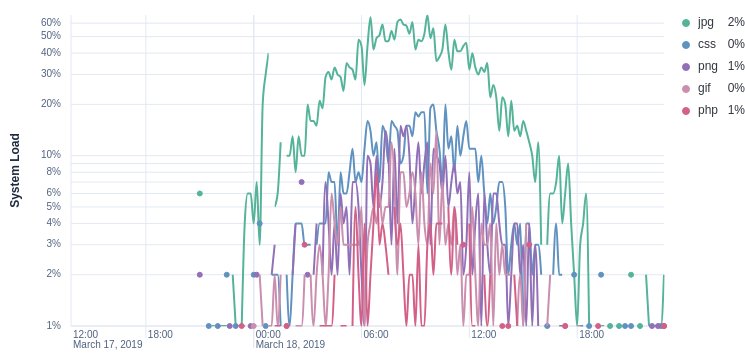 System Load
60%
50%
40%
30%
20%
10%
8%
6%
5%
4%
3%
2%
1%
12:00 18:00 00:00 06:00 12:00 18:00
March 17, 2019 March 18, 2019
jpg 2%
css 0%
png 1%
gif 0%
php 1%